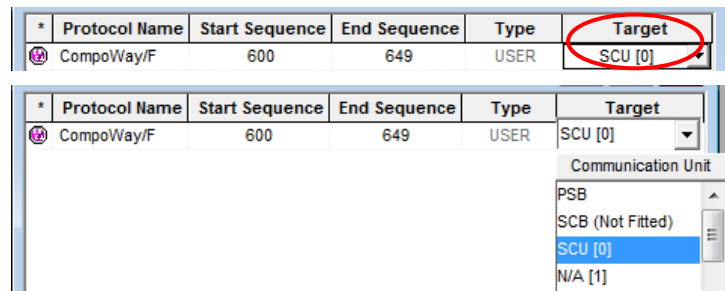 * Protocol Name Start Sequence End Sequence Type Target
CompoWay/F 600 649 USER SCU [0]
* Protocol Name Start Sequence End Sequence Type Target
CompoWay/F 600 649 USER SCU [0]
Communication Unit
PSB
SCB (Not Fitted)
SCU [0]
N/A [1]